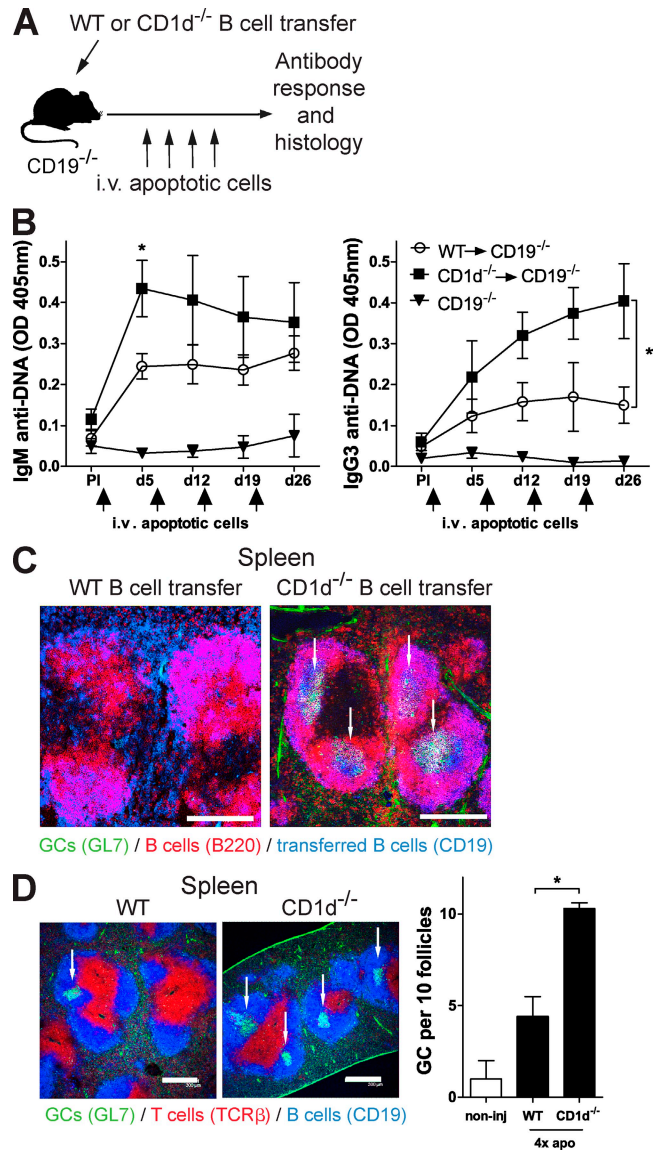 A
WT or CD1d-/- B cell transfer
Antibody
response
and
histology
CD19-/-
i.v. apoptotic cells
B
IgM anti-DNA (OD 405nm)
0.5
0.4
0.3
0.2
0.1
0.0
*
PI d5 d12 d19 d26
i.v. apoptotic cells
IgG3 anti-DNA (OD 405nm)
0.5
0.4
0.3
0.2
0.1
0.0
WT → CD19-/-
CD1d-/- → CD19-/-
CD19-/-
*
PI d5 d12 d19 d26
i.v. apoptotic cells
C
Spleen
WT B cell transfer
CD1d-/- B cell transfer
GCs (GL7) / B cells (B220) / transferred B cells (CD19)
D
Spleen
WT
CD1d-/-
200 µm
200 µm
GCs (GL7) / T cells (TCRβ) / B cells (CD19)
GC per 10 follicles
10
5
0
*
non-inj WT CD1d-/-
4x apo